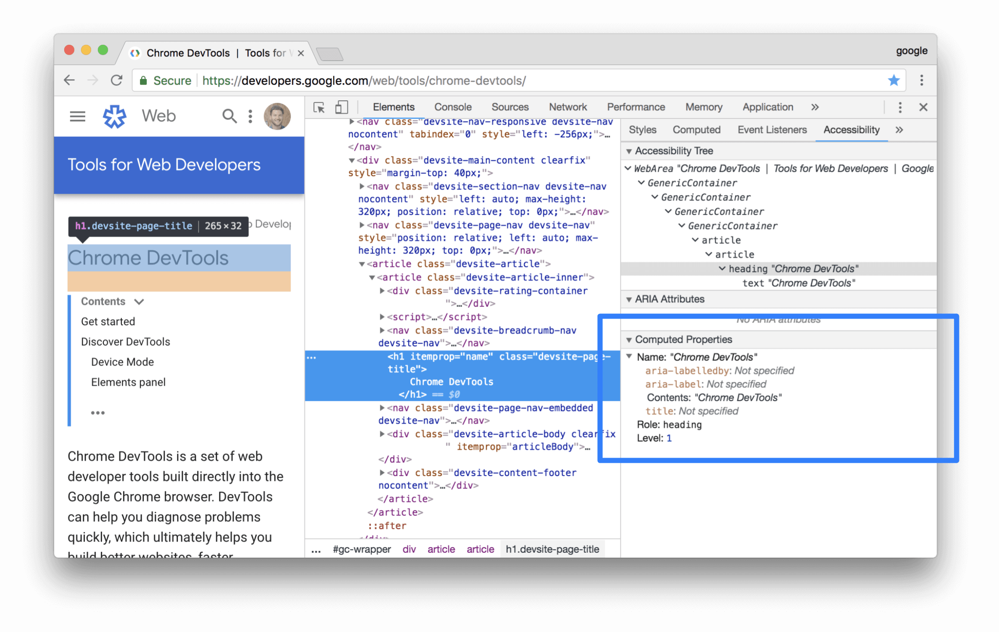 Chrome DevTools | Tools for W
google
Secure https://developers.google.com/web/tools/chrome-devtools/
Web
Tools for Web Developers
h1.devsite-page-title 265 × 32
Chrome DevTools
Contents
Get started
Discover DevTools
Device Mode
Elements panel
•••
Chrome DevTools is a set of web
developer tools built directly into the
Google Chrome browser. DevTools
can help you diagnose problems
quickly, which ultimately helps you
build better websites, faster.
Elements Console Sources Network Performance Memory Application »
<nav class="devsite-nav-responsive devsite-nav
nocontent" tabindex="0" style="left: -256px;">…
</nav>
<div class="devsite-main-content clearfix"
style="margin-top: 40px;">
<nav class="devsite-section-nav devsite-nav
nocontent" style="left: auto; max-height:
320px; position: relative; top: 0px;">…</nav>
<nav class="devsite-page-nav devsite-nav"
style="position: relative; left: auto; max-
height: 320px; top: 0px;">…</nav>
<article class="devsite-article">
<article class="devsite-article-inner">
<div class="devsite-rating-container
">…</div>
<script>…</script>
<nav class="devsite-breadcrumb-nav
devsite-nav">…</nav>
… <h1 itemprop="name" class="devsite-page-
title">
Chrome DevTools
</h1> == $0
<nav class="devsite-page-nav-embedded
devsite-nav">…</nav>
<div class="devsite-article-body clearfix
" itemprop="articleBody">…
</div>
<div class="devsite-content-footer
nocontent">…</div>
</article>
</article>
::after
</div>
... #gc-wrapper div article article h1.devsite-page-title
Styles Computed Event Listeners Accessibility »
Accessibility Tree
WebArea "Chrome DevTools | Tools for Web Developers | Google
GenericContainer
GenericContainer
GenericContainer
GenericContainer
article
article
heading "Chrome DevTools"
text "Chrome DevTools"
ARIA Attributes
No ARIA attributes
Computed Properties
Name: "Chrome DevTools"
aria-labelledby: Not specified
aria-label: Not specified
Contents: "Chrome DevTools"
title: Not specified
Role: heading
Level: 1